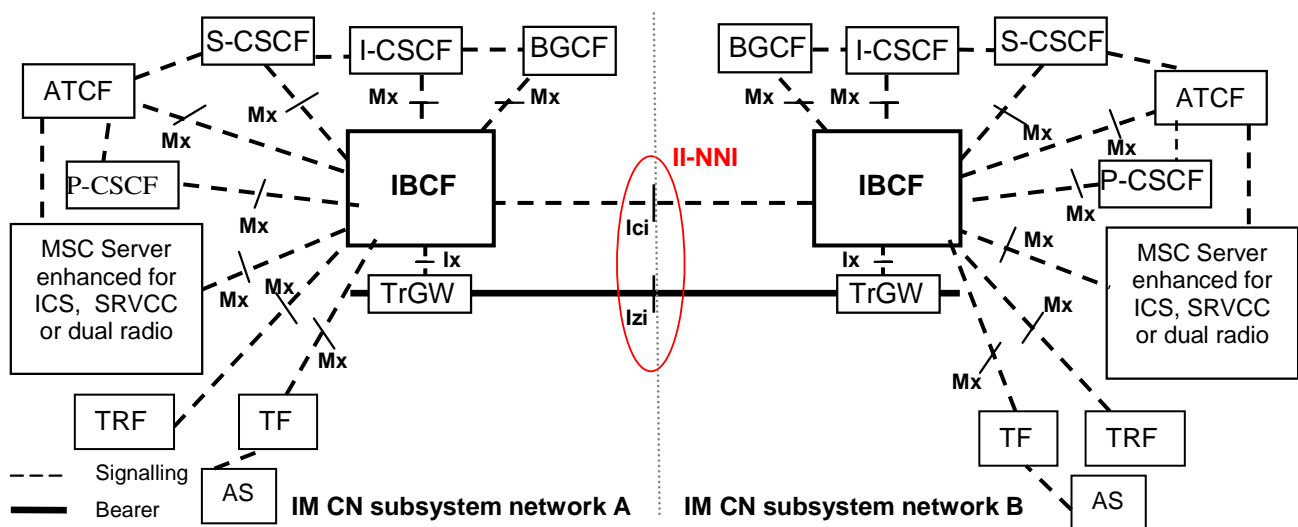 S-CSCF
I-CSCF
BGCF
BGCF
I-CSCF
S-CSCF
ATCF
ATCF
Mx
Mx
Mx
Mx
Mx
Mx
Mx
Mx
II-NNI
P-CSCF
IBCF
IBCF
P-CSCF
Mx
Mx
Ici
MSC Server
enhanced for
ICS, SRVCC
or dual radio
Mx
Mx
Ix
Ix
Mx
MSC Server
enhanced for
ICS, SRVCC
or dual radio
TrGW
TrGW
Izi
Mx
Mx
Mx
TRF
TF
TF
TRF
Signalling
AS
AS
Bearer
IM CN subsystem network A
IM CN subsystem network B